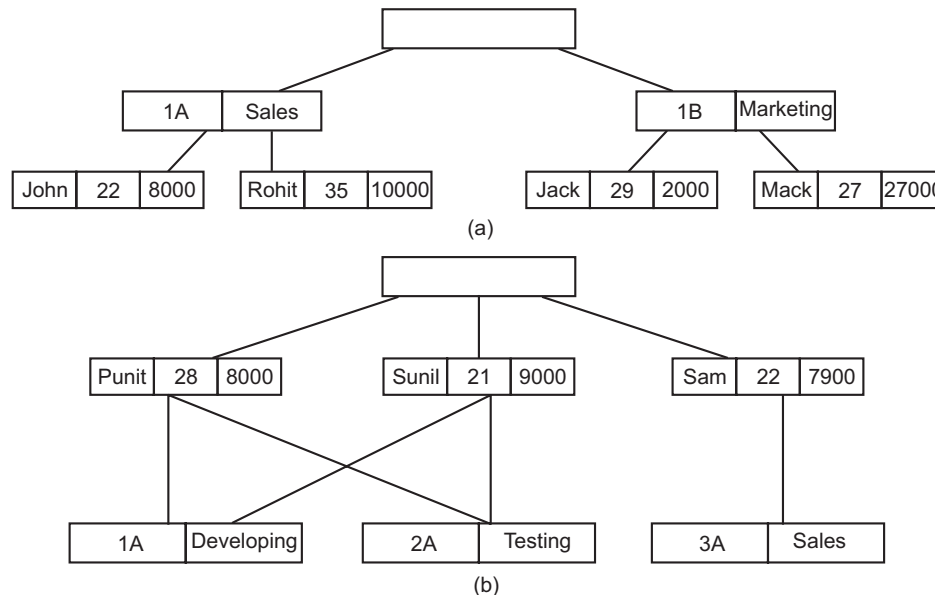 1A Sales 1B Marketing
John 22 8000 Rohit 35 10000 Jack 29 2000 Mack 27 27000
(a)
Punit 28 8000 Sunil 21 9000 Sam 22 7900
1A Developing 2A Testing 3A Sales
(b)